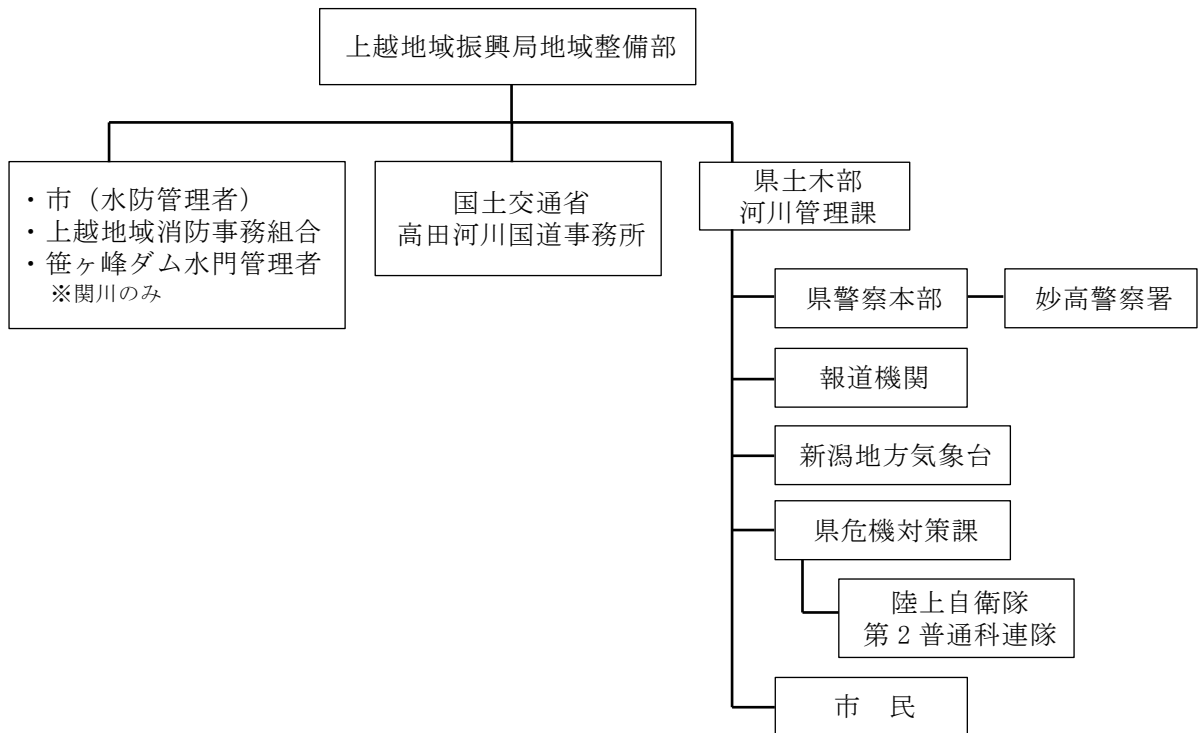 上越地域振興局地域整備部
・市（水防管理者）
・上越地域消防事務組合
・笹ヶ峰ダム水門管理者
※関川のみ
国土交通省
高田河川国道事務所
県土木部
河川管理課
県警察本部
妙高警察署
報道機関
新潟地方気象台
県危機対策課
陸上自衛隊
第２普通科連隊
市　民